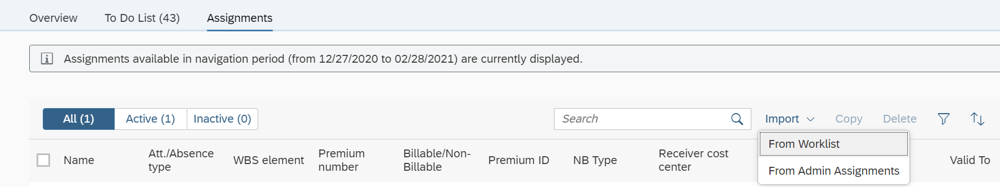 Overview To Do List (43) Assignments
Assignments available in navigation period (from 12/27/2020 to 02/28/2021) are currently displayed.
All (1) Active (1) Inactive (0) Search Import Copy Delete
From Worklist
From Admin Assignments
Name Att./Absence type WBS element Premium number Billable/Non-Billable Premium ID NB Type Receiver cost center Valid To